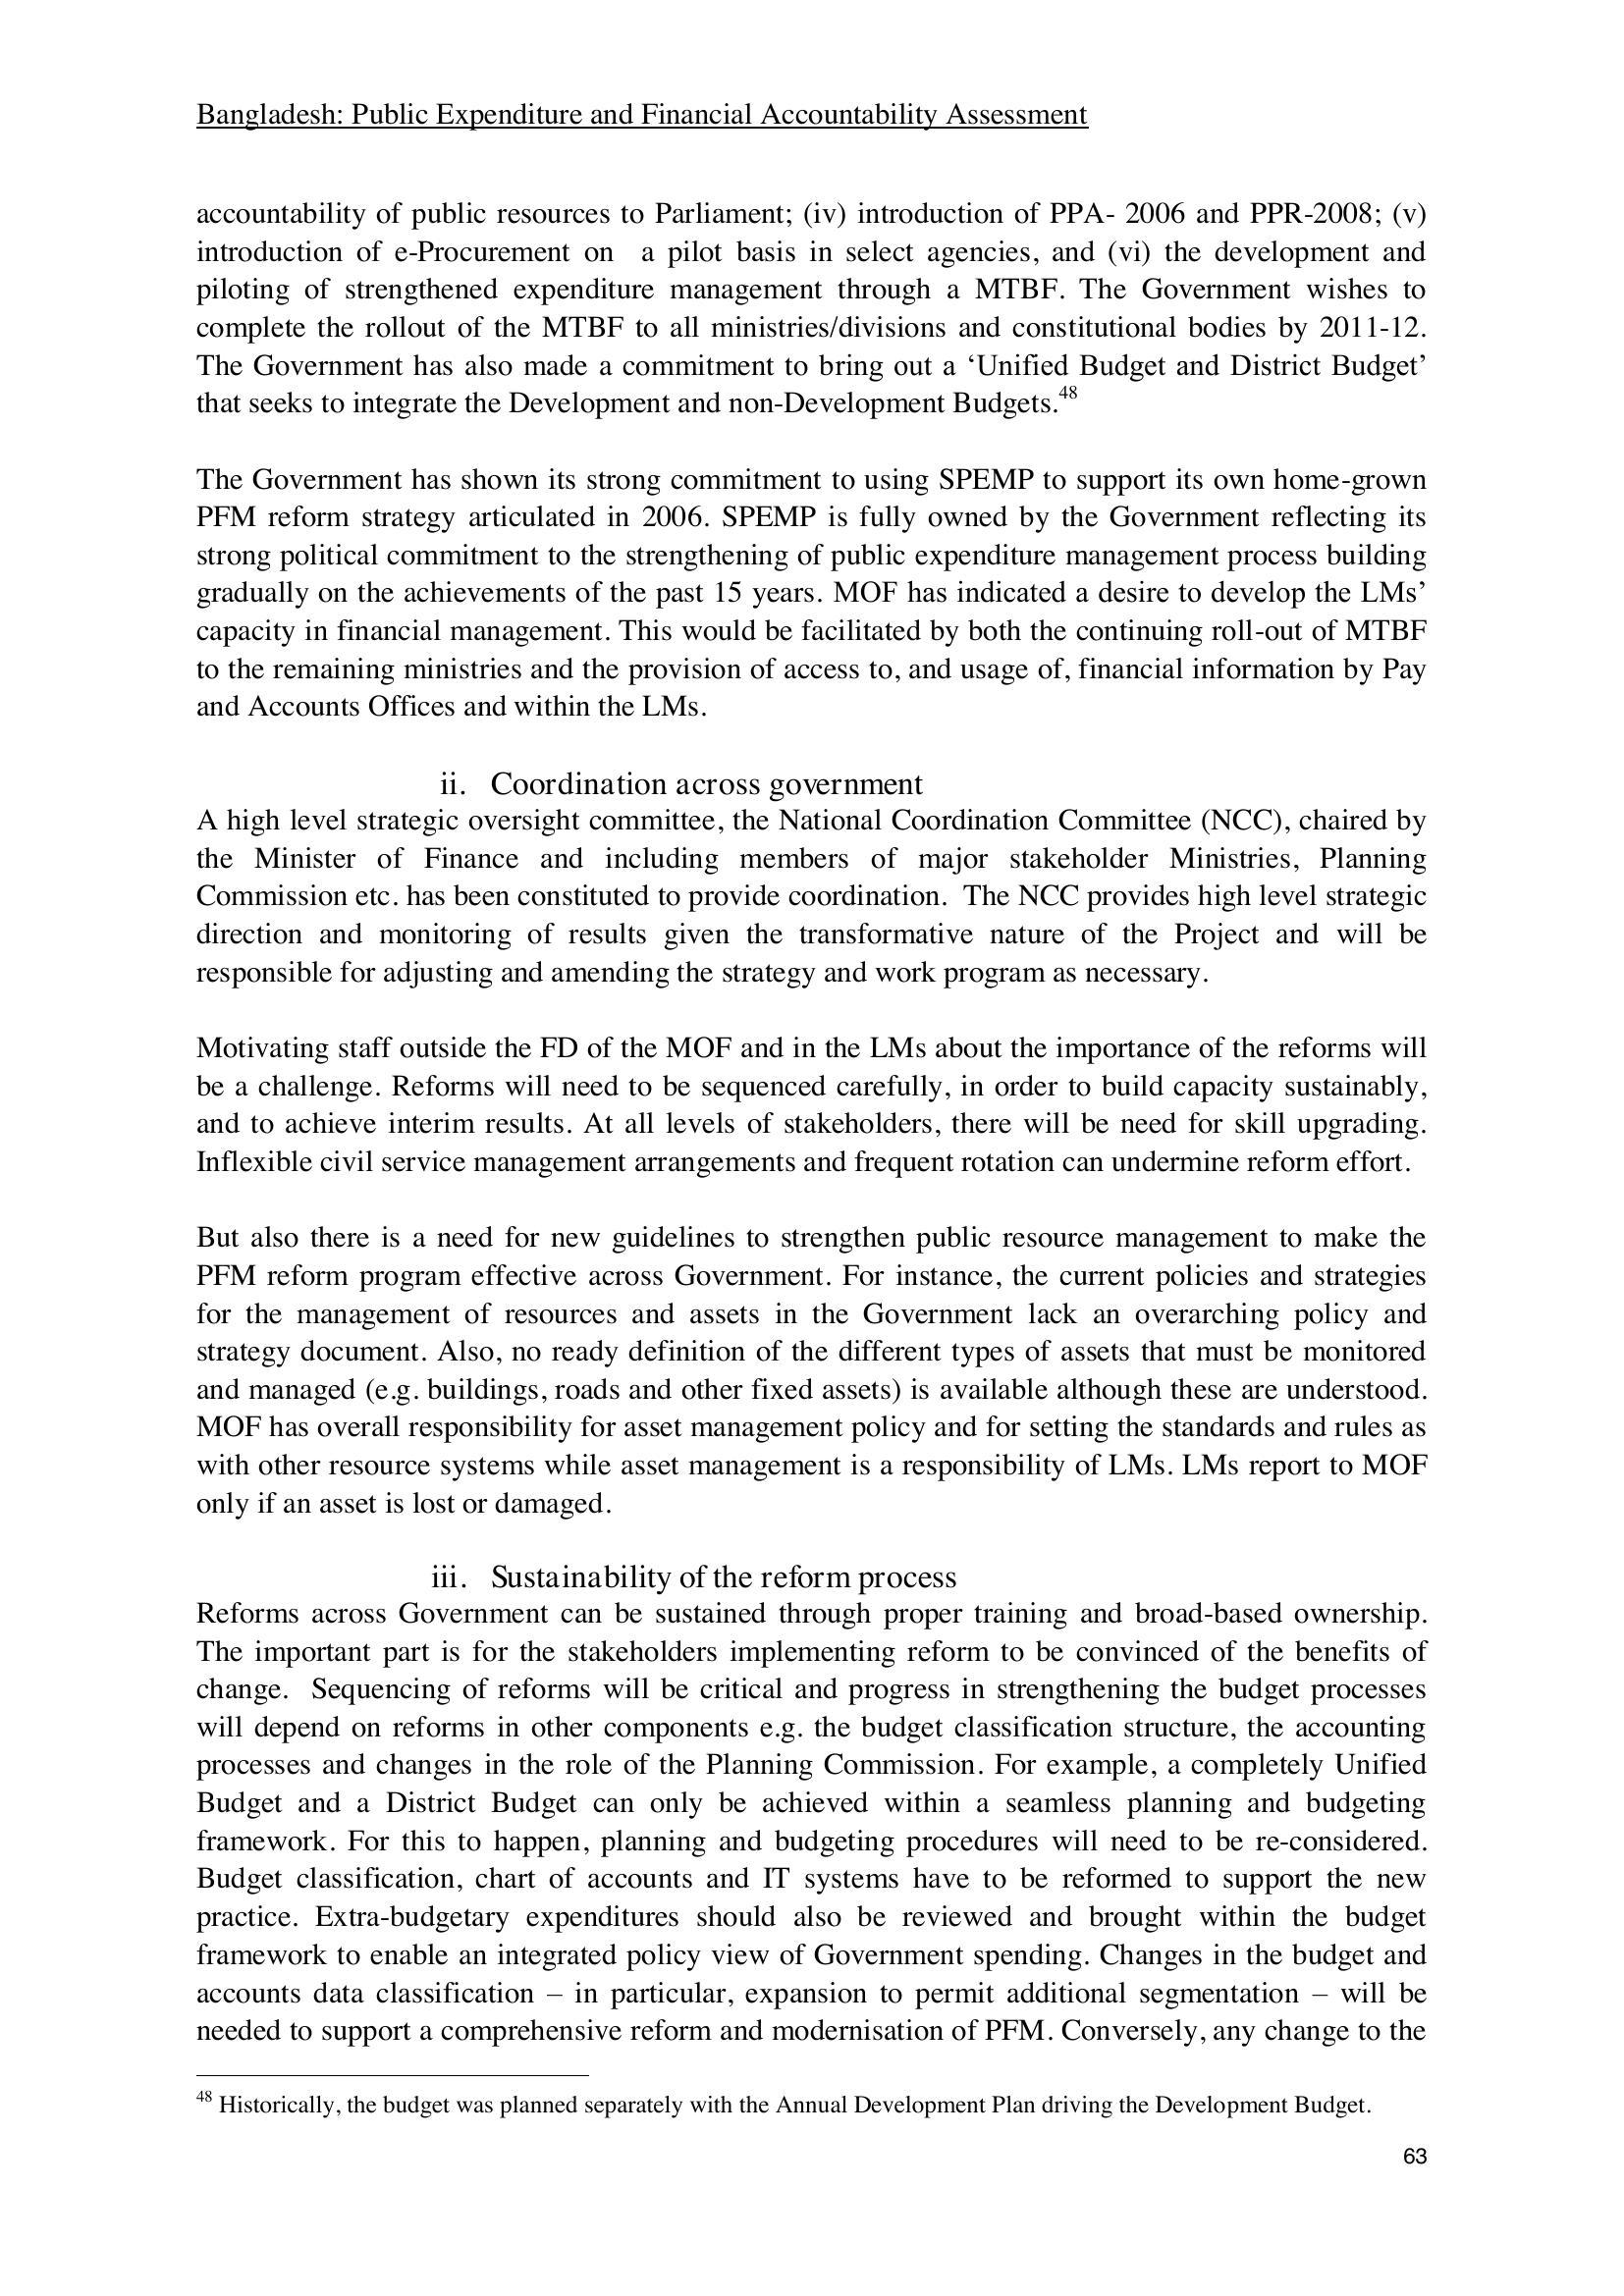 Bangladesh: Public Expenditure and Financial Accountability Assessment
accountability of public resources to Parliament; (iv) introduction of PPA- 2006 and PPR-2008; (v)
introduction of e-Procurement on  a pilot basis in select agencies, and (vi) the development and
piloting of strengthened expenditure management through a MTBF. The Government wishes to
complete the rollout of the MTBF to all ministries/divisions and constitutional bodies by 2011-12.
The Government has also made a commitment to bring out a ‘Unified Budget and District Budget’
that seeks to integrate the Development and non-Development Budgets.48
The Government has shown its strong commitment to using SPEMP to support its own home-grown
PFM reform strategy articulated in 2006. SPEMP is fully owned by the Government reflecting its
strong political commitment to the strengthening of public expenditure management process building
gradually on the achievements of the past 15 years. MOF has indicated a desire to develop the LMs’
capacity in financial management. This would be facilitated by both the continuing roll-out of MTBF
to the remaining ministries and the provision of access to, and usage of, financial information by Pay
and Accounts Offices and within the LMs.
ii. Coordination across government
A high level strategic oversight committee, the National Coordination Committee (NCC), chaired by
the Minister of Finance and including members of major stakeholder Ministries, Planning
Commission etc. has been constituted to provide coordination.  The NCC provides high level strategic
direction and monitoring of results given the transformative nature of the Project and will be
responsible for adjusting and amending the strategy and work program as necessary.
Motivating staff outside the FD of the MOF and in the LMs about the importance of the reforms will
be a challenge. Reforms will need to be sequenced carefully, in order to build capacity sustainably,
and to achieve interim results. At all levels of stakeholders, there will be need for skill upgrading.
Inflexible civil service management arrangements and frequent rotation can undermine reform effort.
But also there is a need for new guidelines to strengthen public resource management to make the
PFM reform program effective across Government. For instance, the current policies and strategies
for the management of resources and assets in the Government lack an overarching policy and
strategy document. Also, no ready definition of the different types of assets that must be monitored
and managed (e.g. buildings, roads and other fixed assets) is available although these are understood.
MOF has overall responsibility for asset management policy and for setting the standards and rules as
with other resource systems while asset management is a responsibility of LMs. LMs report to MOF
only if an asset is lost or damaged.
iii. Sustainability of the reform process
Reforms across Government can be sustained through proper training and broad-based ownership.
The important part is for the stakeholders implementing reform to be convinced of the benefits of
change.  Sequencing of reforms will be critical and progress in strengthening the budget processes
will depend on reforms in other components e.g. the budget classification structure, the accounting
processes and changes in the role of the Planning Commission. For example, a completely Unified
Budget and a District Budget can only be achieved within a seamless planning and budgeting
framework. For this to happen, planning and budgeting procedures will need to be re-considered.
Budget classification, chart of accounts and IT systems have to be reformed to support the new
practice. Extra-budgetary expenditures should also be reviewed and brought within the budget
framework to enable an integrated policy view of Government spending. Changes in the budget and
accounts data classification – in particular, expansion to permit additional segmentation – will be
needed to support a comprehensive reform and modernisation of PFM. Conversely, any change to the
48 Historically, the budget was planned separately with the Annual Development Plan driving the Development Budget.
63